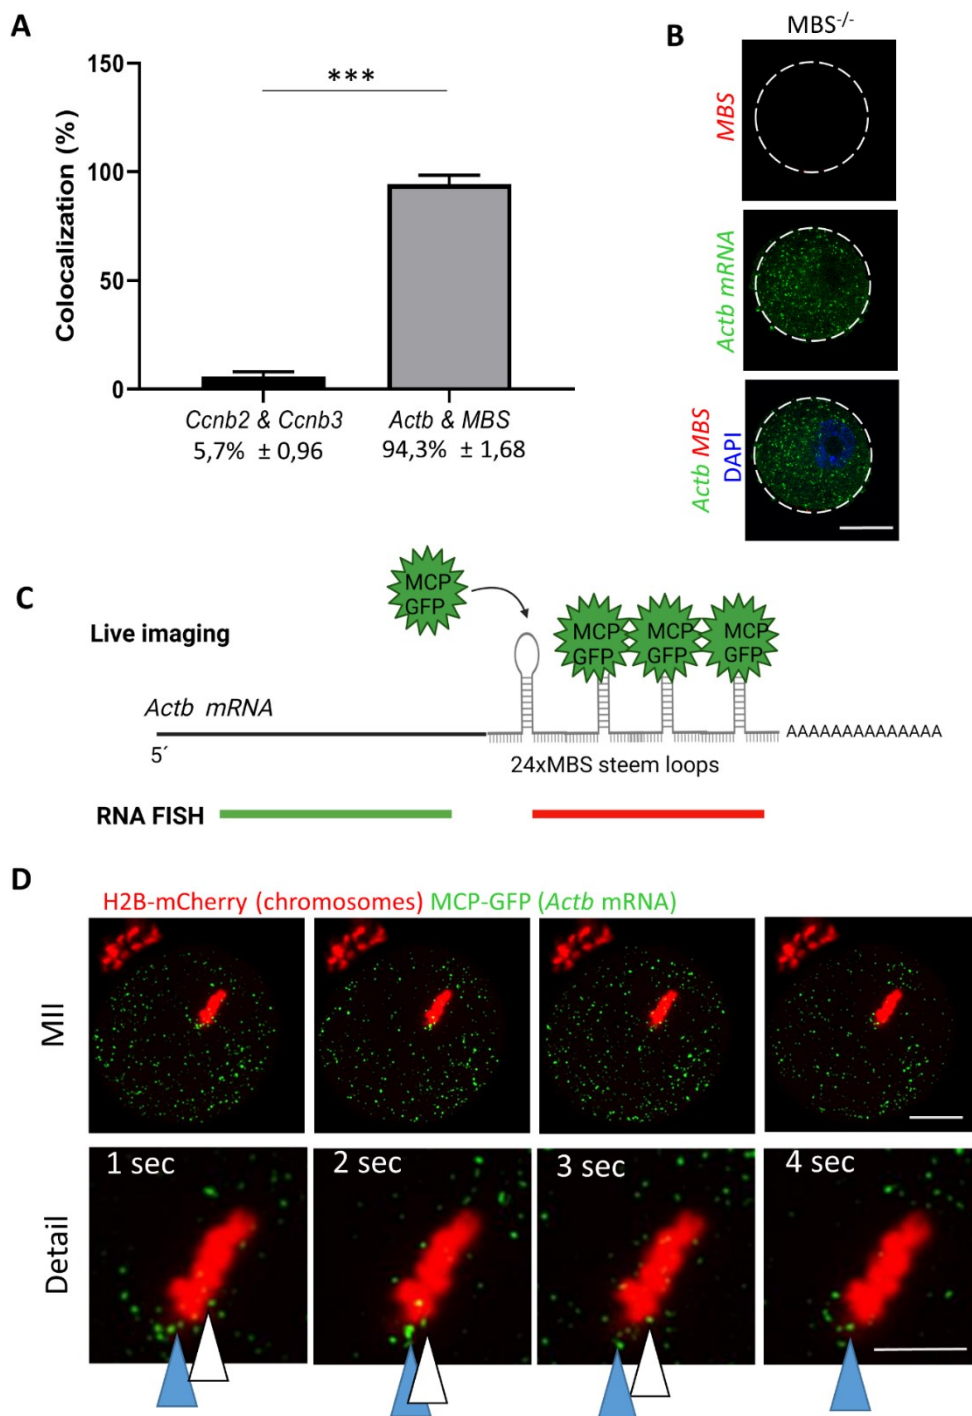 A
Colocalization (%)
150
100
50
0
***
Ccnb2 & Ccnb3
5,7% ± 0,96
Actb & MBS
94,3% ± 1,68
B
MBS-/-
MBS
Actb mRNA
Actb MBS
DAPI
C
Live imaging
MCP
GFP
MCP
GFP
MCP
GFP
MCP
GFP
Actb mRNA
5´
24xMBS steem loops
AAAAAAAAAAAAAA
RNA FISH
D
H2B-mCherry (chromosomes) MCP-GFP (Actb mRNA)
MII
Detail
1 sec
2 sec
3 sec
4 sec